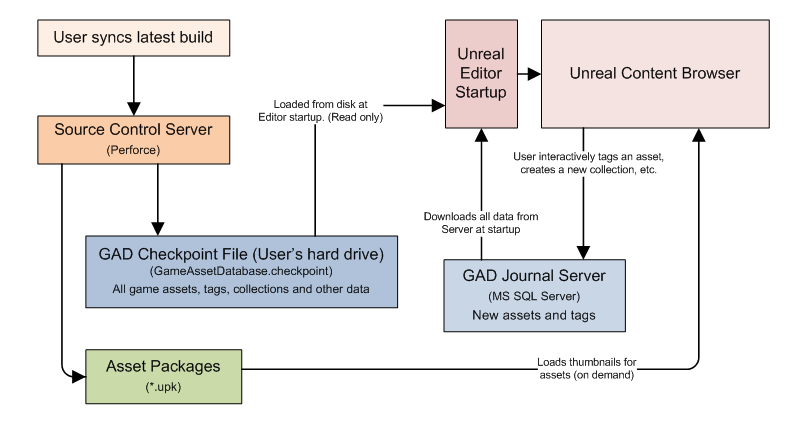 User syncs latest build
Source Control Server
(Perforce)
Loaded from disk at
Editor startup. (Read only)
Unreal
Editor
Startup
Unreal Content Browser
User interactively tags an asset,
creates a new collection, etc.
Downloads all data from
Server at startup
GAD Checkpoint File (User's hard drive)
(GameAssetDatabase.checkpoint)
All game assets, tags, collections and other data
GAD Journal Server
(MS SQL Server)
New assets and tags
Asset Packages
(*.upk)
Loads thumbnails for
assets (on demand)